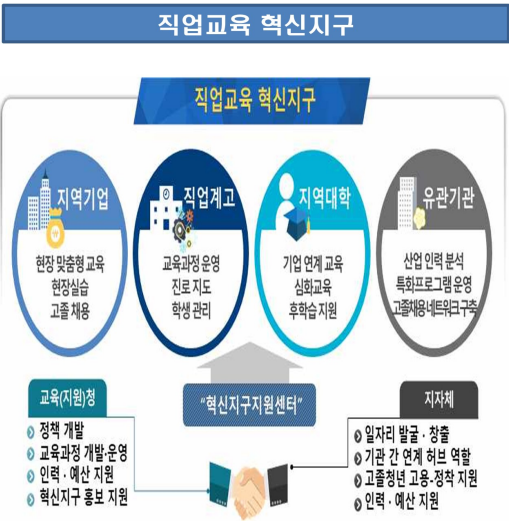 직업교육 혁신지구
직업교육 혁신지구
지역기업
현장 맞춤형 교육
현장실습
고졸 채용
직업계고
교육과정 운영
진로 지도
학생 관리
지역대학
기업 연계 교육
심화교육
후학습 지원
유관기관
산업 인력 분석
특화프로그램 운영
고졸채용네트워크 구축
교육(지원)청
정책 개발
교육과정 개발·운영
인력·예산 지원
혁신지구 홍보 지원
"혁신지구지원센터"
지자체
일자리 발굴·창출
기관 간 연계 허브 역할
고졸청년 고용-정착 지원
인력·예산 지원